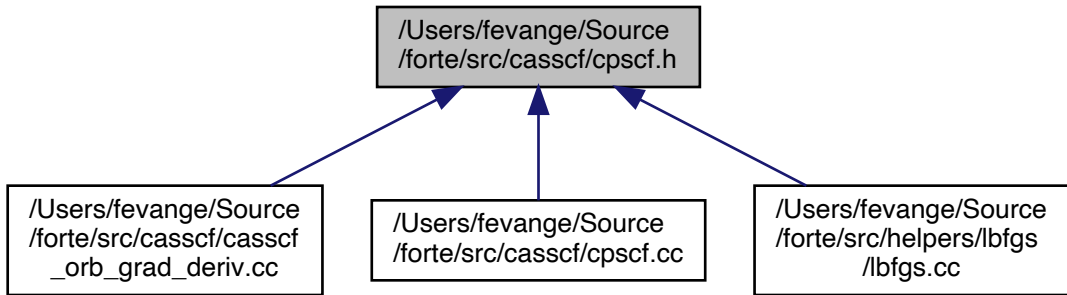 /Users/fevange/Source
/forte/src/casscf/cpscf.h
/Users/fevange/Source
/forte/src/casscf/casscf
_orb_grad_deriv.cc
/Users/fevange/Source
/forte/src/casscf/cpscf.cc
/Users/fevange/Source
/forte/src/helpers/lbfgs
/lbfgs.cc